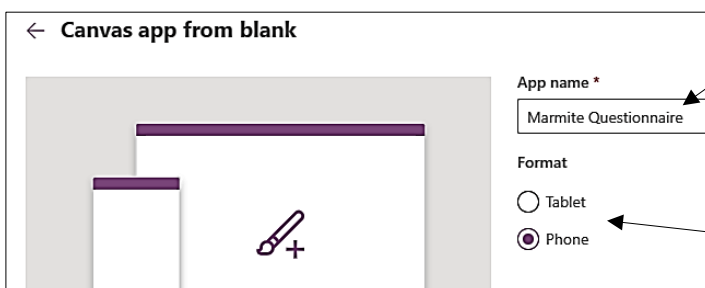 ← Canvas app from blank
App name *
Marmite Questionnaire
Format
Tablet
Phone